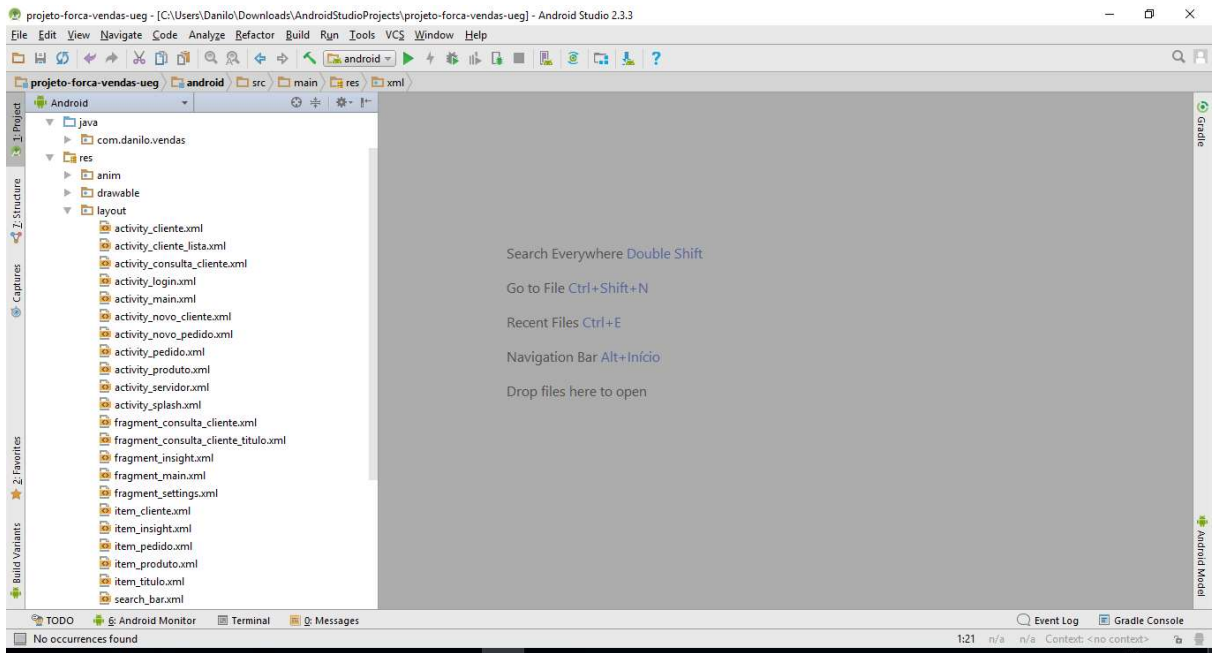 projeto-forca-vendas-ueg - [C:\Users\Danilo\Downloads\AndroidStudioProjects\projeto-forca-vendas-ueg] - Android Studio 2.3.3
File Edit View Navigate Code Analyze Refactor Build Run Tools VCS Window Help
android
projeto-forca-vendas-ueg android src main res xml
1: Project
7: Structure
Captures
2: Favorites
Build Variants
Android
java
com.danilo.vendas
res
anim
drawable
layout
activity_cliente.xml
activity_cliente_lista.xml
activity_consulta_cliente.xml
activity_login.xml
activity_main.xml
activity_novo_cliente.xml
activity_novo_pedido.xml
activity_pedido.xml
activity_produto.xml
activity_servidor.xml
activity_splash.xml
fragment_consulta_cliente.xml
fragment_consulta_cliente_titulo.xml
fragment_insight.xml
fragment_main.xml
fragment_settings.xml
item_cliente.xml
item_insight.xml
item_pedido.xml
item_produto.xml
item_titulo.xml
search_bar.xml
Search Everywhere Double Shift
Go to File Ctrl+Shift+N
Recent Files Ctrl+E
Navigation Bar Alt+Início
Drop files here to open
Gradle
Android Model
TODO 6: Android Monitor Terminal 0: Messages Event Log Gradle Console
No occurrences found 1:21 n/a n/a Context: <no context>